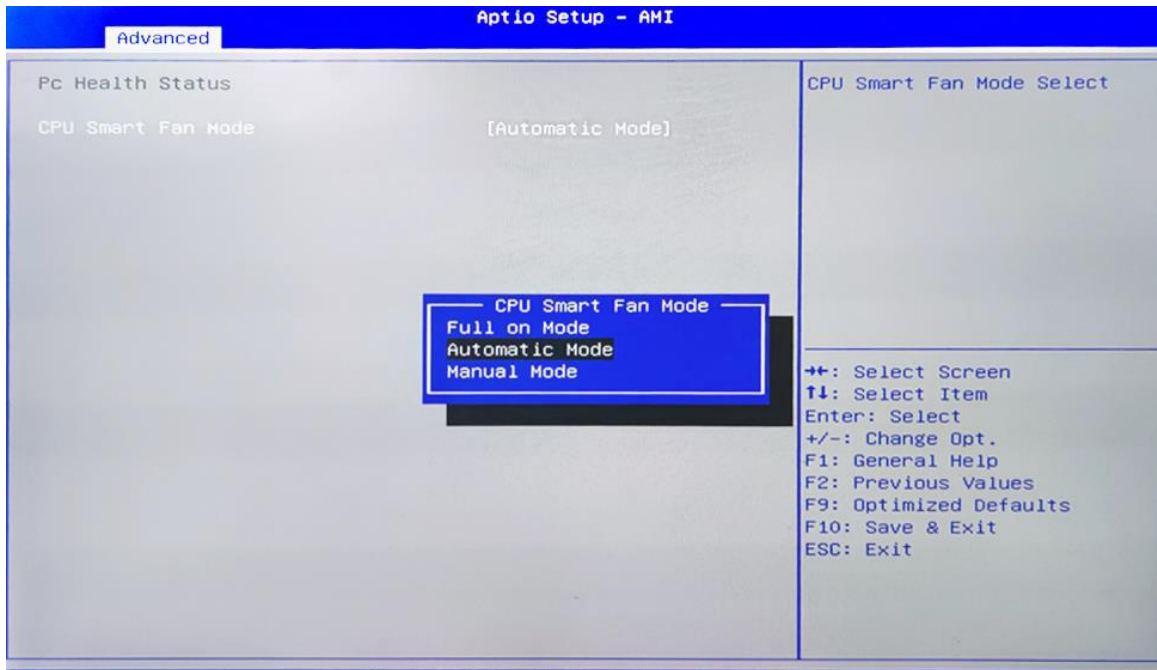 Aptio Setup – AMI
Advanced
Pc Health Status
CPU Smart Fan Mode [Automatic Mode]
CPU Smart Fan Mode
Full on Mode
Automatic Mode
Manual Mode
CPU Smart Fan Mode Select
→←: Select Screen
↑↓: Select Item
Enter: Select
+/-: Change Opt.
F1: General Help
F2: Previous Values
F9: Optimized Defaults
F10: Save & Exit
ESC: Exit